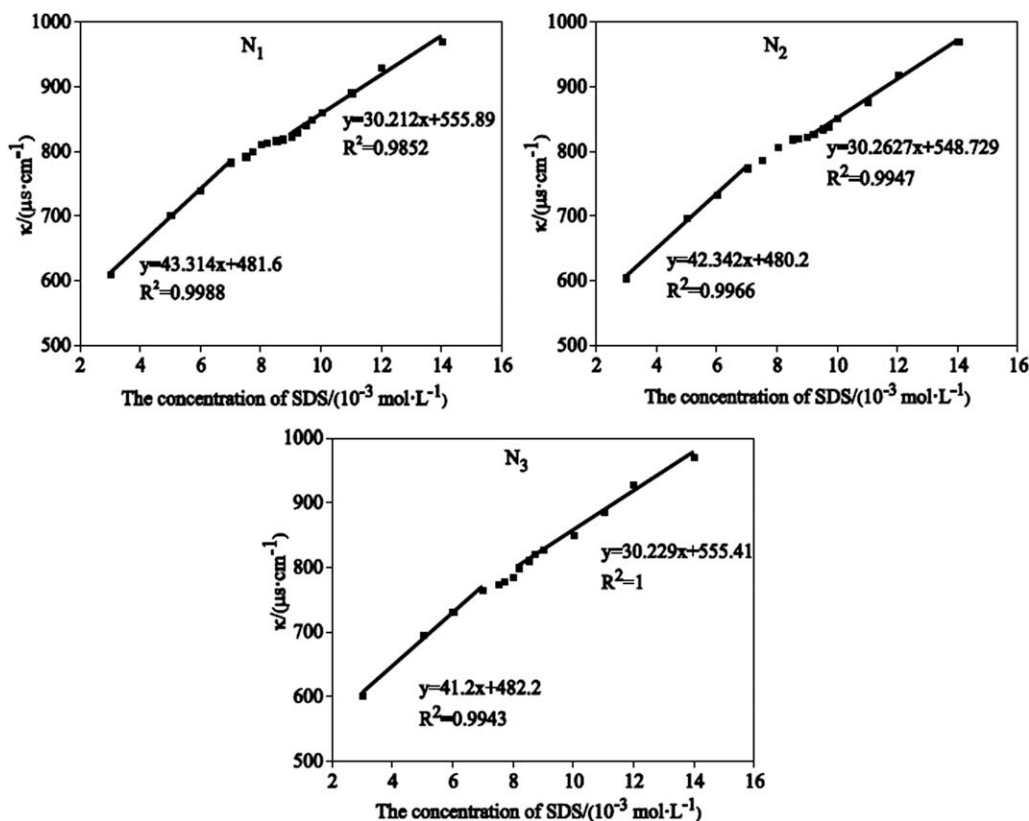 N₁
1000
900
800
700
600
500
κ/(μs·cm⁻¹)
y=30.212x+555.89
R²=0.9852
y=43.314x+481.6
R²=0.9988
2 4 6 8 10 12 14 16
The concentration of SDS/(10⁻³ mol·L⁻¹)
N₂
1000
900
800
700
600
500
κ/(μs·cm⁻¹)
y=30.2627x+548.729
R²=0.9947
y=42.342x+480.2
R²=0.9966
2 4 6 8 10 12 14 16
The concentration of SDS/(10⁻³ mol·L⁻¹)
N₃
1000
900
800
700
600
500
κ/(μs·cm⁻¹)
y=30.229x+555.41
R²=1
y=41.2x+482.2
R²=0.9943
2 4 6 8 10 12 14 16
The concentration of SDS/(10⁻³ mol·L⁻¹)